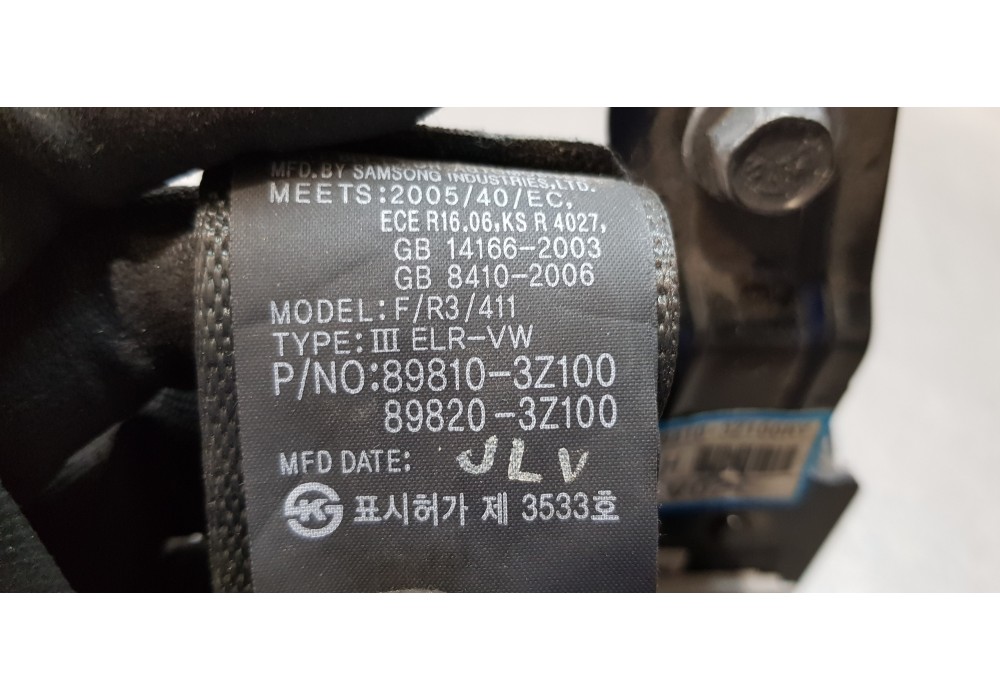 MFD.BY SAMSONG INDUSTRIES,LTD.
MEETS:2005/40/EC,
ECE R16.06,KS R 4027,
GB 14166-2003
GB 8410-2006
MODEL:F/R3/411
TYPE:III ELR-VW
P/NO:89810-3Z100
89820-3Z100
MFD DATE: JLV
K 표시허가 제 3533호